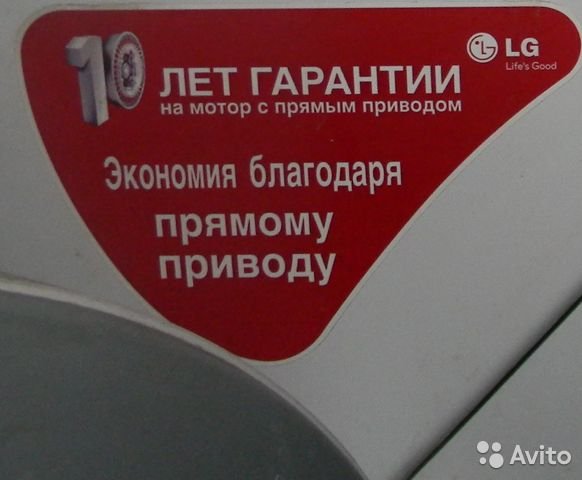 10 ЛЕТ ГАРАНТИИ
на мотор с прямым приводом
LG
Life's Good
Экономия благодаря
прямому
приводу
Avito